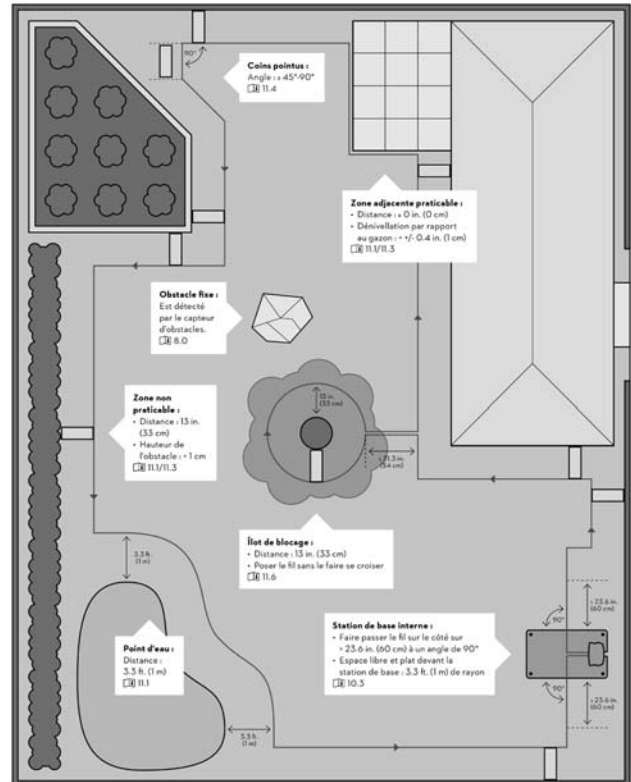 90°
Coins pointus :
Angle : ≥ 45°-90°
11.4
Zone adjacente praticable :
• Distance : ≥ 0 in. (0 cm)
• Dénivellation par rapport
au gazon : < +/- 0.4 in. (1 cm)
11.1/11.3
Obstacle fixe :
Est détecté
par le capteur
d'obstacles.
8.0
13 in.
(33 cm)
Zone non
praticable :
• Distance : 13 in.
(33 cm)
• Hauteur de
l'obstacle : > 1 cm
11.1/11.3
Îlot de blocage :
• Distance : 13 in. (33 cm)
• Poser le fil sans le faire se croiser
11.6
3.3 ft.
(1 m)
> 23.6 in.
(60 cm)
90°
Station de base interne :
• Faire passer le fil sur le côté sur
> 23.6 in. (60 cm) à un angle de 90°
• Espace libre et plat devant la
station de base : 3.3 ft. (1 m) de rayon
10.3
Point d'eau :
Distance :
3.3 ft. (1 m)
11.1
90°
> 23.6 in.
(60 cm)
3.3 ft.
(1 m)